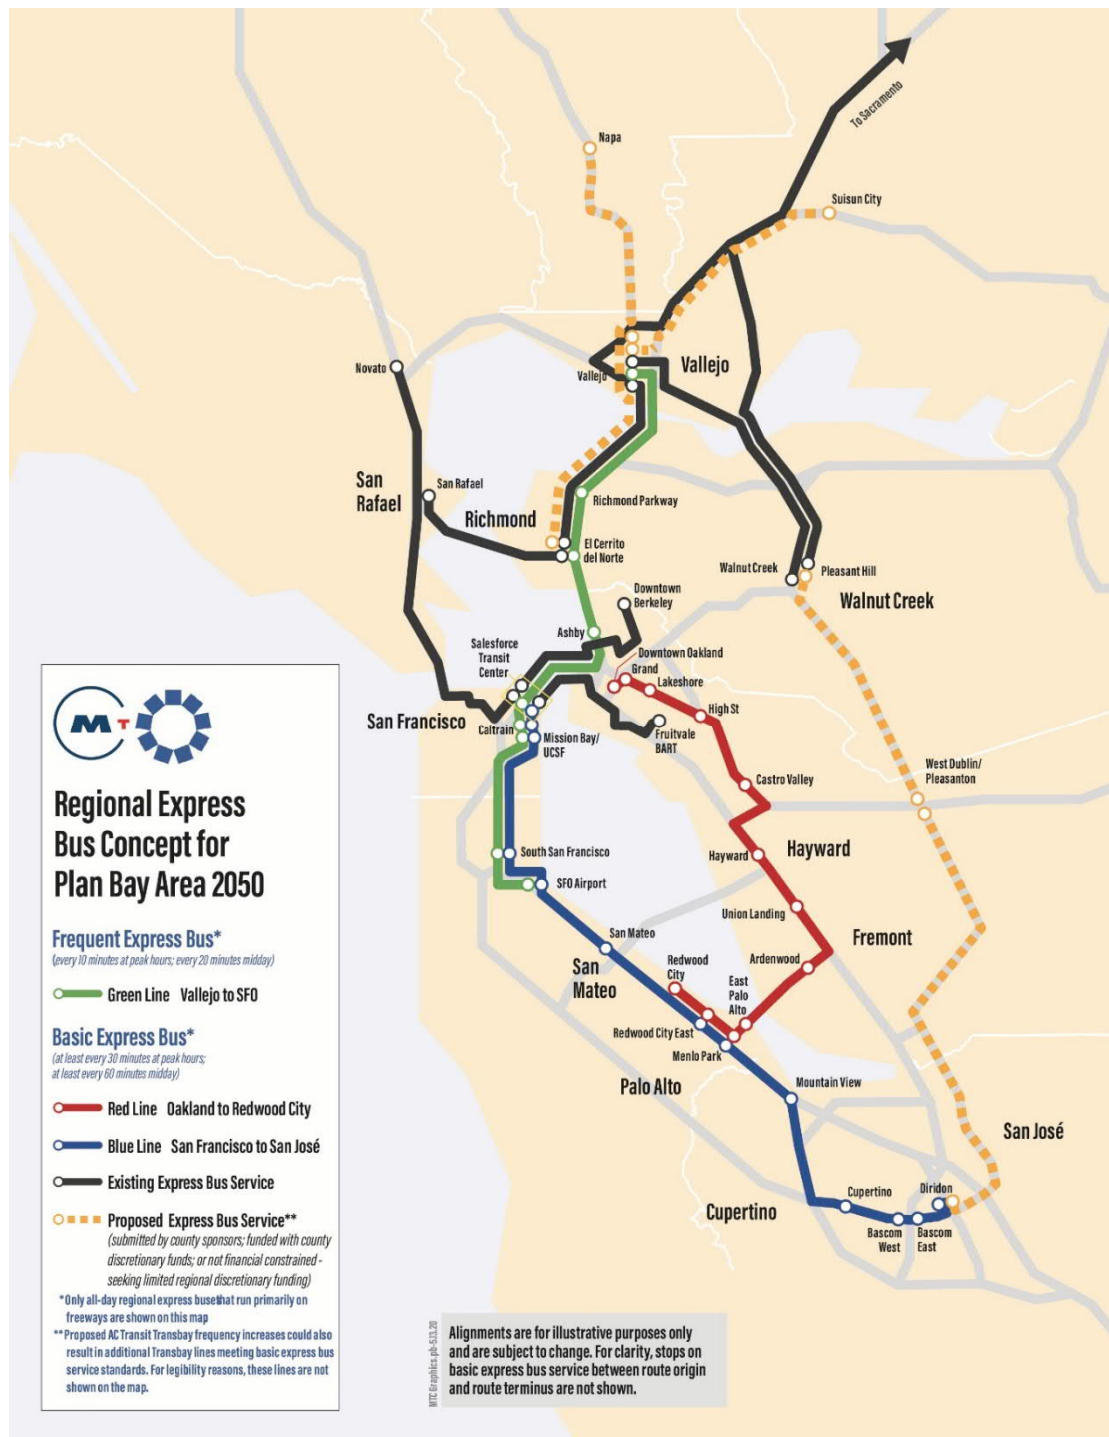 To Sacramento
Napa
Suisun City
Vallejo
Vallejo
Novato
San
Rafael
San Rafael
Richmond
Richmond Parkway
El Cerrito
del Norte
Walnut Creek
Pleasant Hill
Walnut Creek
Downtown
Berkeley
Ashby
Salesforce
Transit
Center
Downtown Oakland
Grand
Lakeshore
High St
San Francisco
Caltrain
Mission Bay/
UCSF
Fruitvale
BART
West Dublin/
Pleasanton
Castro Valley
Hayward
Hayward
South San Francisco
SFO Airport
Union Landing
Fremont
San Mateo
San
Mateo
Redwood
City
East
Palo
Alto
Ardenwood
Redwood City East
Menlo Park
Palo Alto
Mountain View
San José
Cupertino
Cupertino
Diridon
Bascom
West
Bascom
East
M T C
Regional Express
Bus Concept for
Plan Bay Area 2050
Frequent Express Bus*
(every 10 minutes at peak hours; every 20 minutes midday)
Green Line Vallejo to SFO
Basic Express Bus*
(at least every 30 minutes at peak hours;
at least every 60 minutes midday)
Red Line Oakland to Redwood City
Blue Line San Francisco to San José
Existing Express Bus Service
Proposed Express Bus Service**
(submitted by county sponsors; funded with county
discretionary funds; or not financial constrained -
seeking limited regional discretionary funding)
*Only all-day regional express buses that run primarily on
freeways are shown on this map
**Proposed AC Transit Transbay frequency increases could also
result in additional Transbay lines meeting basic express bus
service standards. For legibility reasons, these lines are not
shown on the map.
MTC Graphics.pb-5.13.20
Alignments are for illustrative purposes only
and are subject to change. For clarity, stops on
basic express bus service between route origin
and route terminus are not shown.